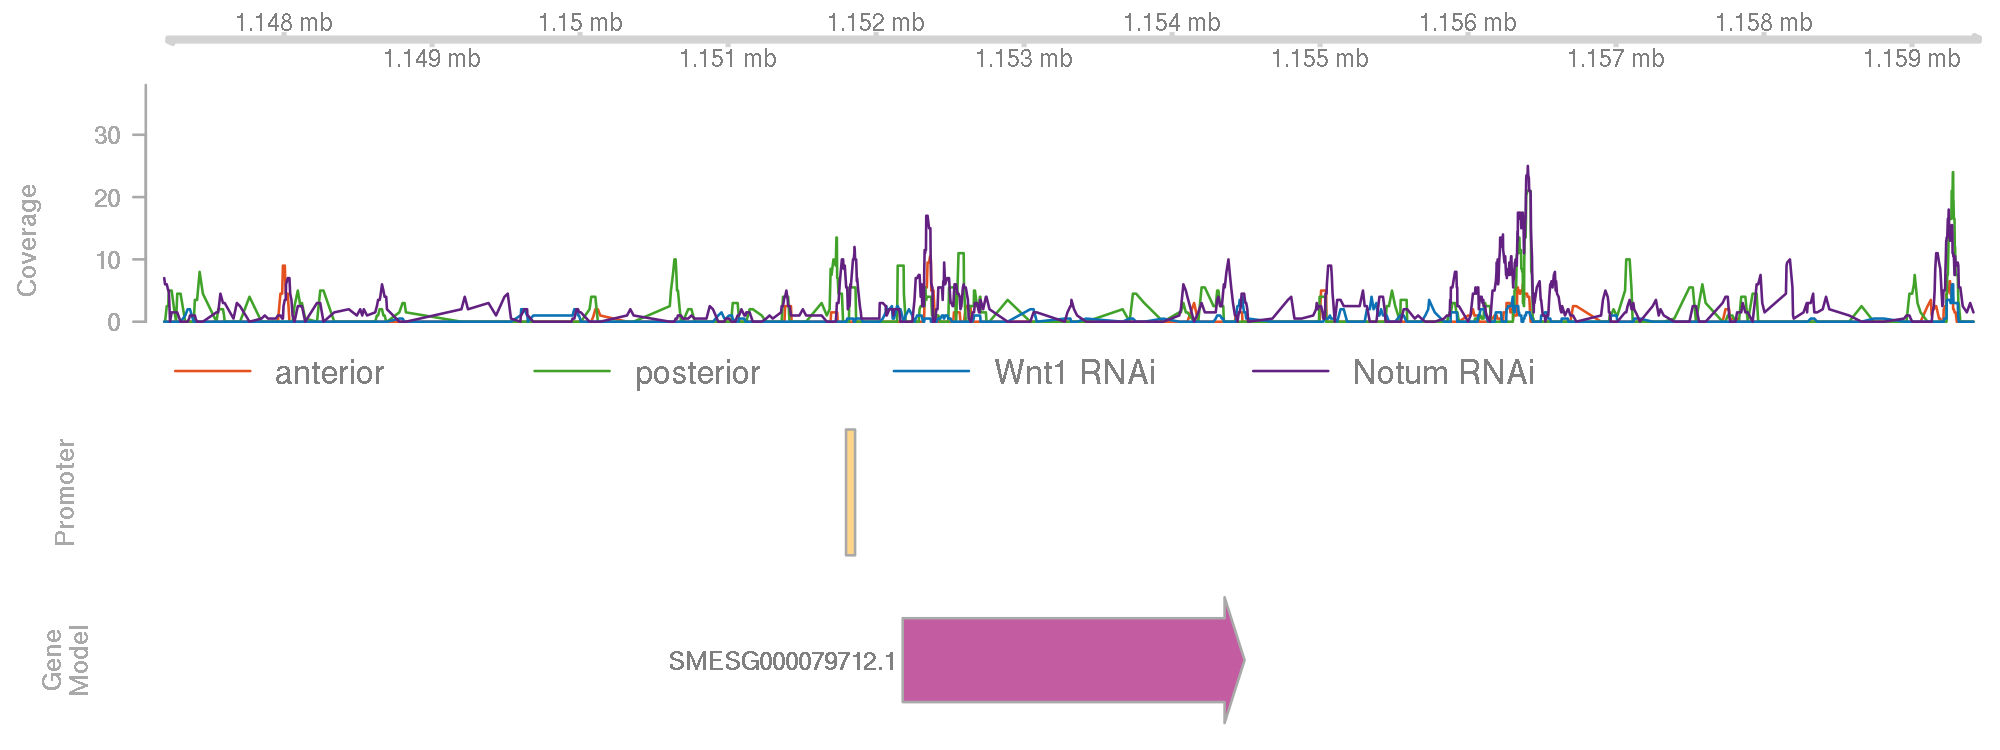 1.148 mb 1.15 mb 1.152 mb 1.154 mb 1.156 mb 1.158 mb
1.149 mb 1.151 mb 1.153 mb 1.155 mb 1.157 mb 1.159 mb
Coverage
30
20
10
0
anterior posterior Wnt1 RNAi Notum RNAi
Promoter
Gene
Model
SMESG000079712.1